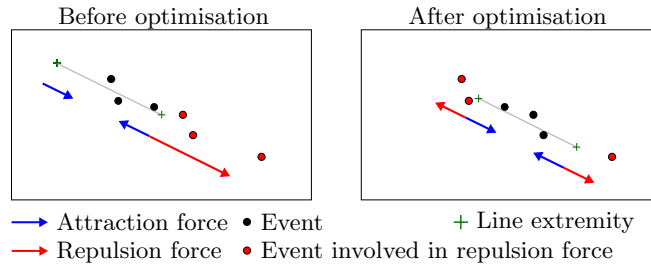 Before optimisation
After optimisation
Attraction force
Event
Line extremity
Repulsion force
Event involved in repulsion force